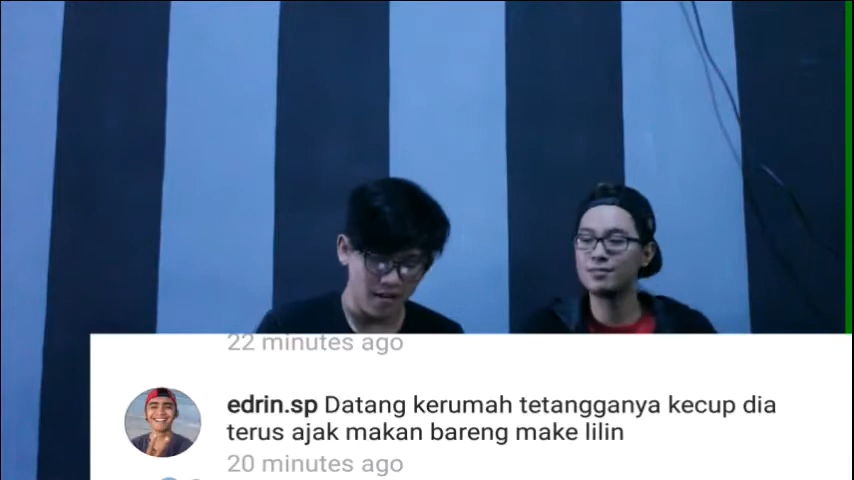 22 minutes ago
edrin.sp Datang kerumah tetangganya kecup dia
terus ajak makan bareng make lilin
20 minutes ago